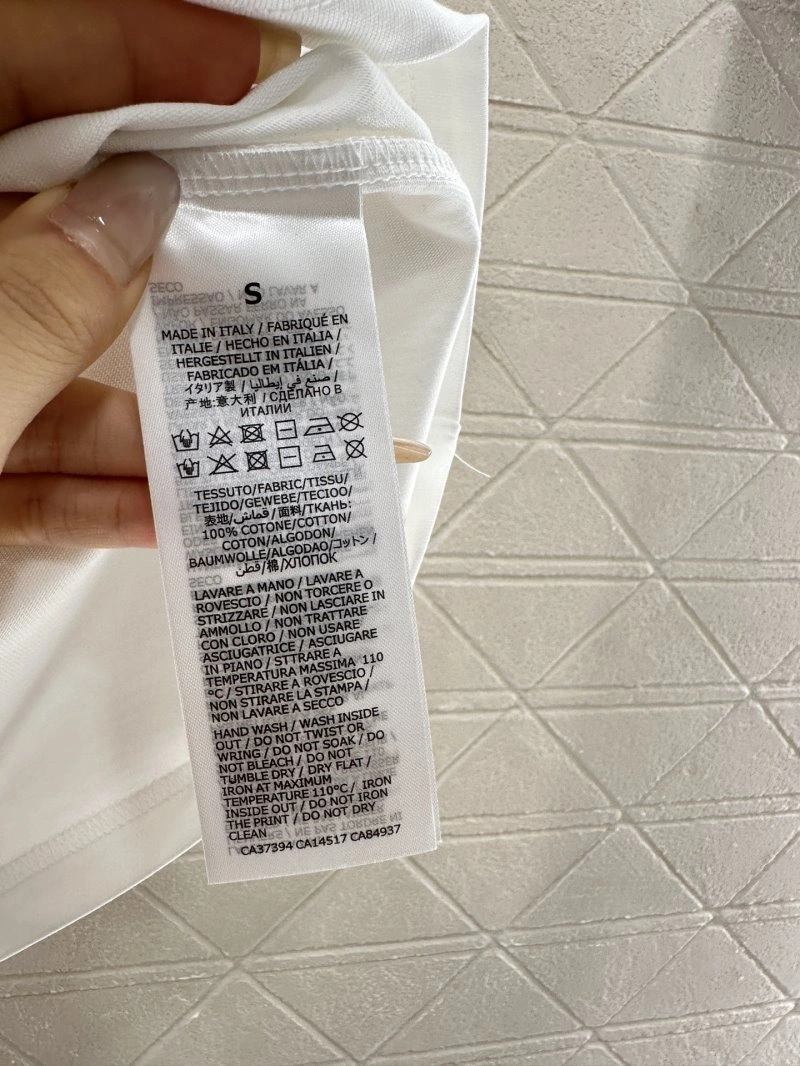 S
MADE IN ITALY / FABRIQUÉ EN
ITALIE / HECHO EN ITALIA /
HERGESTELLT IN ITALIEN /
FABRICADO EM ITÁLIA /
イタリア製 / صنع في إيطاليا /
产地:意大利 / СДЕЛАНО В
ИТАЛИИ
TESSUTO/FABRIC/TISSU/
TEJIDO/GEWEBE/TECIOO/
表地/قماش/面料/ТКАНЬ:
100% COTONE/COTTON/
COTON/ALGODON/
BAUMWOLLE/ALGODAO/コットン/
قطن/棉/ХЛОПОК
LAVARE A MANO / LAVARE A
ROVESCIO / NON TORCERE O
STRIZZARE / NON LASCIARE IN
AMMOLLO / NON TRATTARE
CON CLORO / NON USARE
ASCIUGATRICE / ASCIUGARE
IN PIANO / STTRARE A
TEMPERATURA MASSIMA 110
°C / STIRARE A ROVESCIO /
NON STIRARE LA STAMPA /
NON LAVARE A SECCO
HAND WASH / WASH INSIDE
OUT / DO NOT TWIST OR
WRING / DO NOT SOAK / DO
NOT BLEACH / DO NOT
TUMBLE DRY / DRY FLAT /
IRON AT MAXIMUM
TEMPERATURE 110°C / IRON
INSIDE OUT / DO NOT IRON
THE PRINT / DO NOT DRY
CLEAN
CA37394 CA14517 CA84937